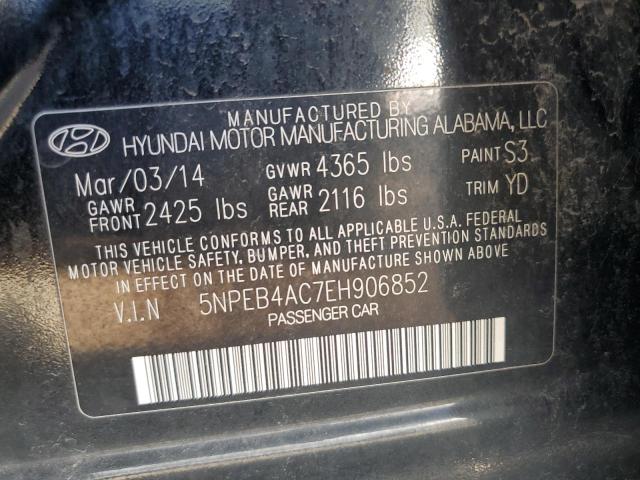 MANUFACTURED BY
HYUNDAI MOTOR MANUFACTURING ALABAMA, LLC
Mar/03/14 GVWR 4365 lbs PAINT S3
GAWR FRONT 2425 lbs GAWR REAR 2116 lbs TRIM YD
THIS VEHICLE CONFORMS TO ALL APPLICABLE U.S.A. FEDERAL
MOTOR VEHICLE SAFETY, BUMPER, AND THEFT PREVENTION STANDARDS
IN EFFECT ON THE DATE OF MANUFACTURE SHOWN ABOVE
V.I.N 5NPEB4AC7EH906852
PASSENGER CAR